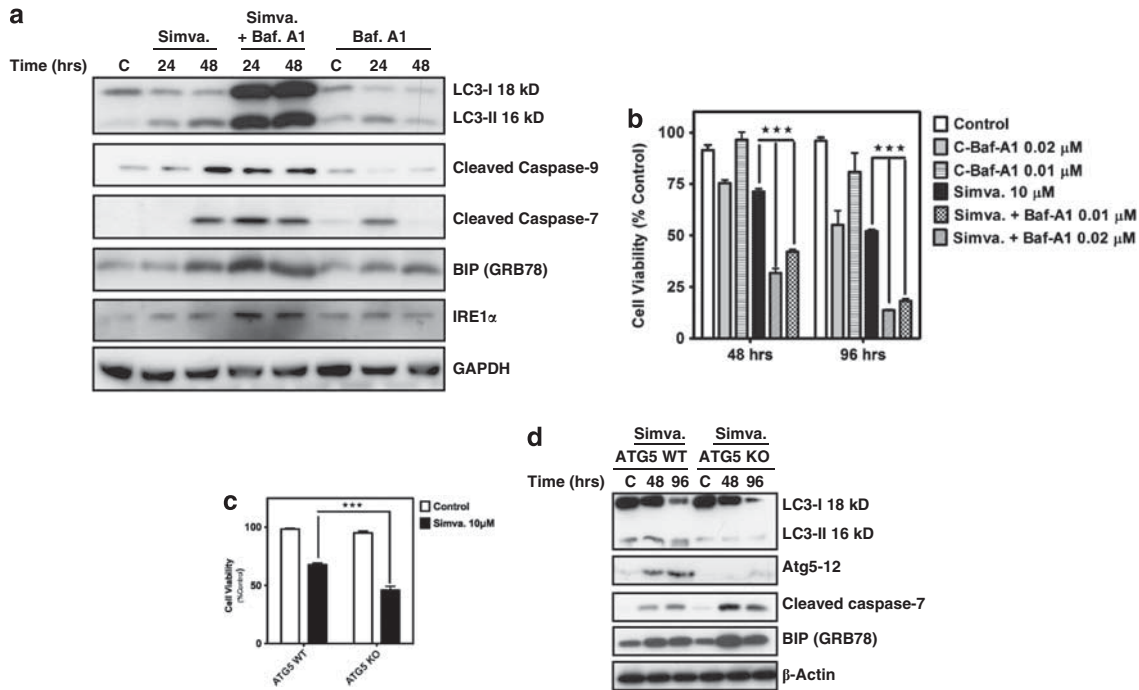 a
Simva.
Simva. + Baf. A1
Baf. A1
Time (hrs) C 24 48 24 48 C 24 48
LC3-I 18 kD
LC3-II 16 kD
Cleaved Caspase-9
Cleaved Caspase-7
BIP (GRB78)
IRE1α
GAPDH
b
Cell Viability (% Control)
100
75
50
25
0
★★★
★★★
48 hrs 96 hrs
Control
C-Baf-A1 0.02 μM
C-Baf-A1 0.01 μM
Simva. 10 μM
Simva. + Baf-A1 0.01 μM
Simva. + Baf-A1 0.02 μM
c
Cell Viability
(%Control)
100
50
0
***
ATG5 WT ATG5 KO
Control
Simva. 10μM
d
Simva. Simva.
ATG5 WT ATG5 KO
Time (hrs) C 48 96 C 48 96
LC3-I 18 kD
LC3-II 16 kD
Atg5-12
Cleaved caspase-7
BIP (GRB78)
β-Actin